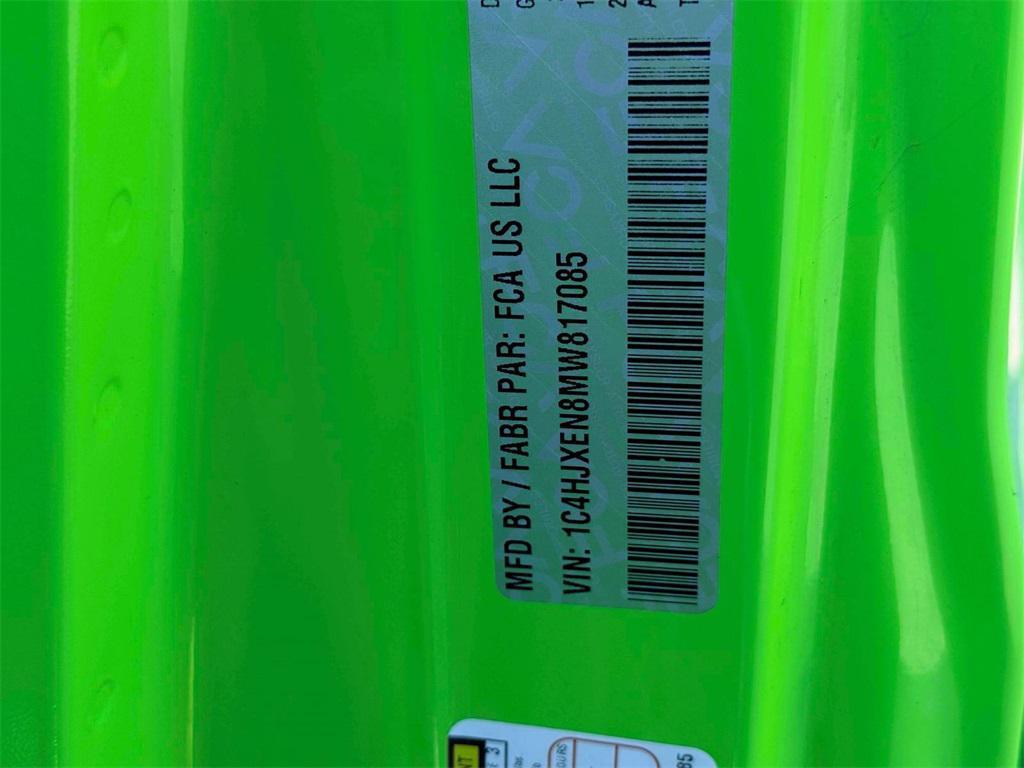 MFD BY / FABR PAR: FCA US LLC
VIN: 1C4HJXEN8MW817085